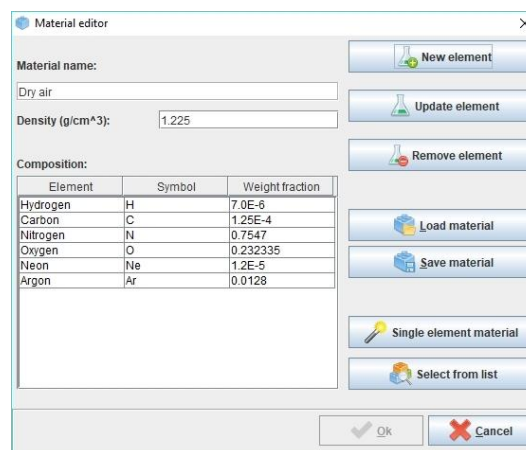 Material editor
Material name:
Dry air
Density (g/cm^3): 1.225
Composition:
Element Symbol Weight fraction
Hydrogen H 7.0E-6
Carbon C 1.25E-4
Nitrogen N 0.7547
Oxygen O 0.232335
Neon Ne 1.2E-5
Argon Ar 0.0128
New element
Update element
Remove element
Load material
Save material
Single element material
Select from list
Ok Cancel